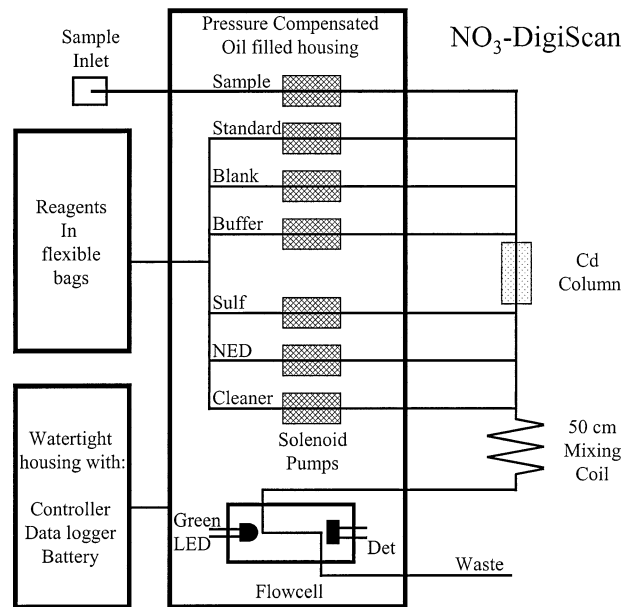 Pressure Compensated
Oil filled housing
NO₃-DigiScan
Sample
Inlet
Sample
Standard
Blank
Buffer
Sulf
NED
Cleaner
Solenoid
Pumps
Reagents
In
flexible
bags
Cd
Column
50 cm
Mixing
Coil
Watertight
housing with:
Controller
Data logger
Battery
Green
LED
Det
Flowcell
Waste